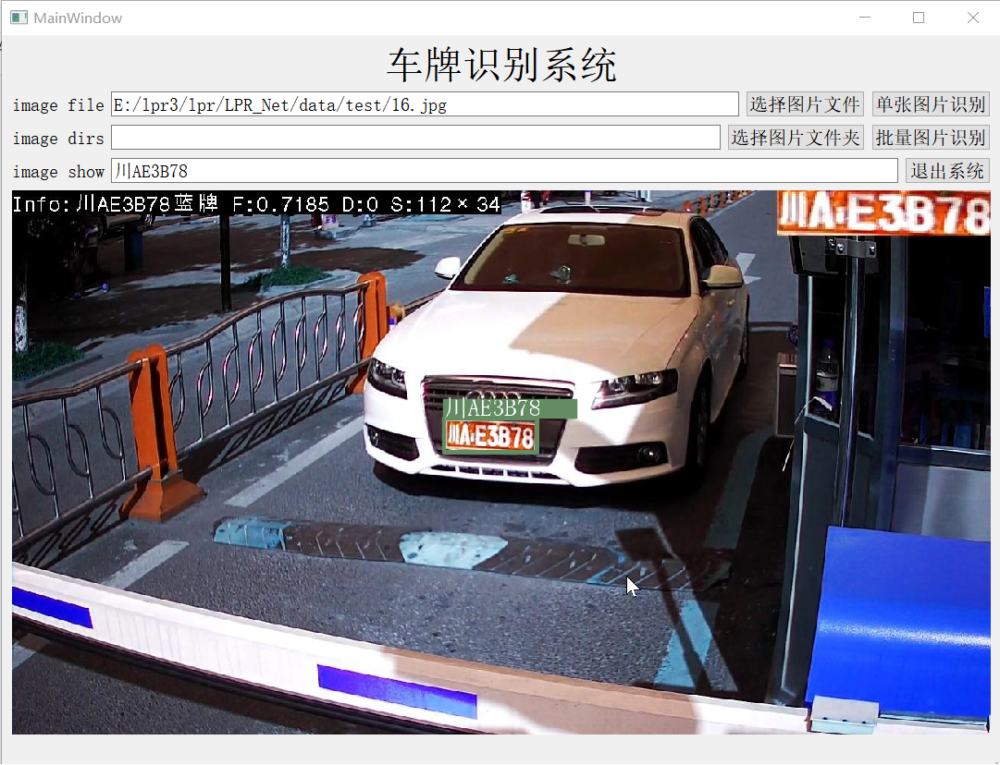 MainWindow
车牌识别系统
image file E:/lpr3/lpr/LPR_Net/data/test/16.jpg 选择图片文件 单张图片识别
image dirs 选择图片文件夹 批量图片识别
image show 川AE3B78 退出系统
Info:川AE3B78蓝牌 F:0.7185 D:0 S:112×34
川A·E3B78
川AE3B78
川A·E3B78